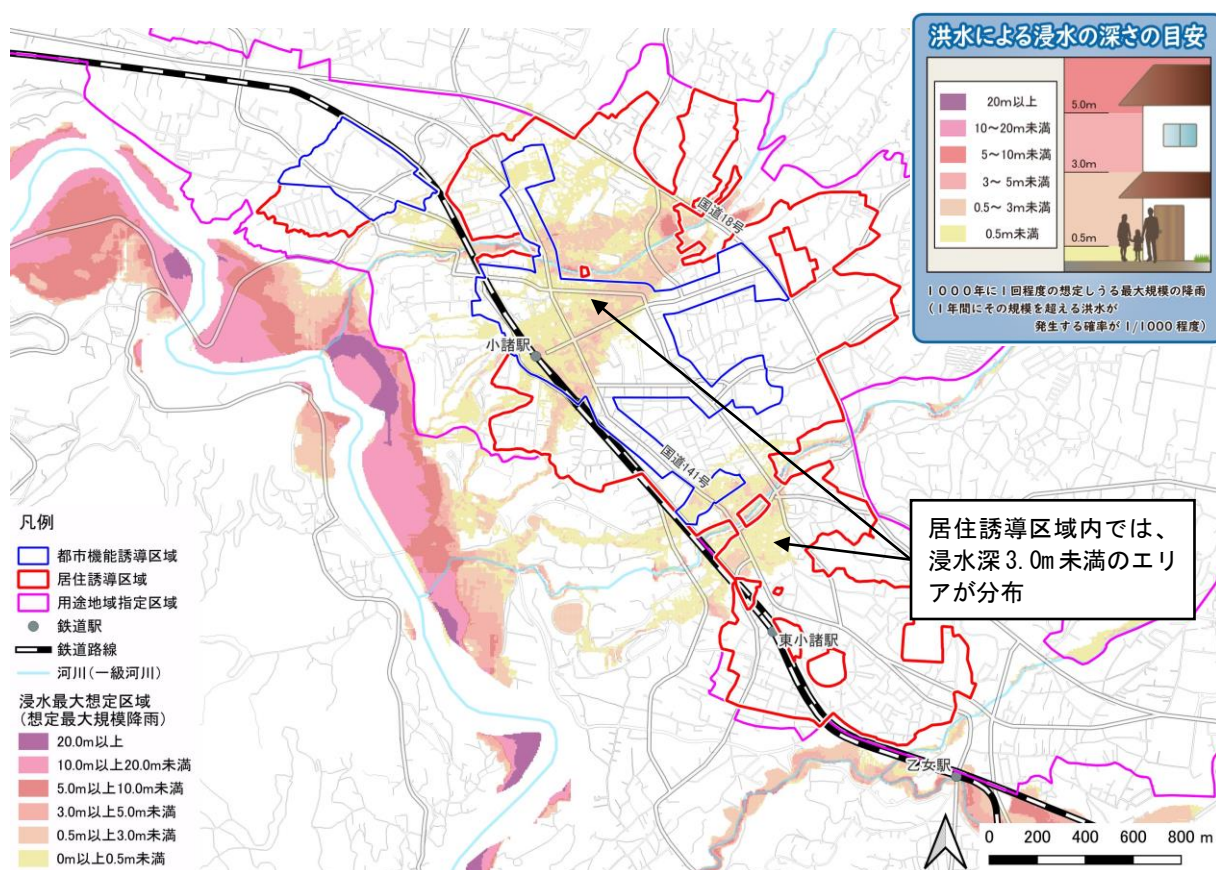 洪水による浸水の深さの目安
20m以上
10～20m未満
5～10m未満
3～ 5m未満
0.5～ 3m未満
0.5m未満
5.0m
3.0m
0.5m
1000年に1回程度の想定しうる最大規模の降雨
(1年間にその規模を超える洪水が
発生する確率が1/1000程度)
国道18号
小諸駅
国道141号
居住誘導区域内では、
浸水深3.0m未満のエリ
アが分布
東小諸駅
乙女駅
凡例
都市機能誘導区域
居住誘導区域
用途地域指定区域
鉄道駅
鉄道路線
河川(一級河川)
浸水最大想定区域
(想定最大規模降雨)
20.0m以上
10.0m以上20.0m未満
5.0m以上10.0m未満
3.0m以上5.0m未満
0.5m以上3.0m未満
0m以上0.5m未満
0 200 400 600 800 m